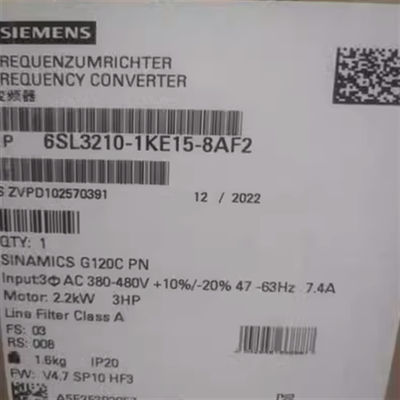 SIEMENS
REQUENZUMRICHTER
REQUENCY CONVERTER
变频器
P 6SL3210-1KE15-8AF2
S ZVPD102570391 12 / 2022
QTY: 1
SINAMICS G120C PN
Input:3Φ AC 380-480V +10%/-20% 47 -63Hz 7.4A
Motor: 2.2kW 3HP
Line Filter Class A
FS: 03
RS: 008
1.6kg IP20
FW: V4.7 SP10 HF3